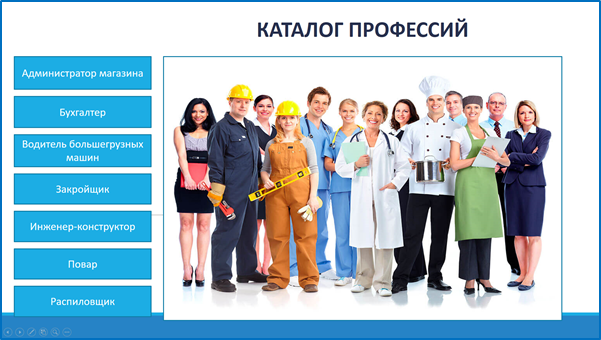 КАТАЛОГ ПРОФЕССИЙ
Администратор магазина
Бухгалтер
Водитель большегрузных
машин
Закройщик
Инженер-конструктор
Повар
Распиловщик